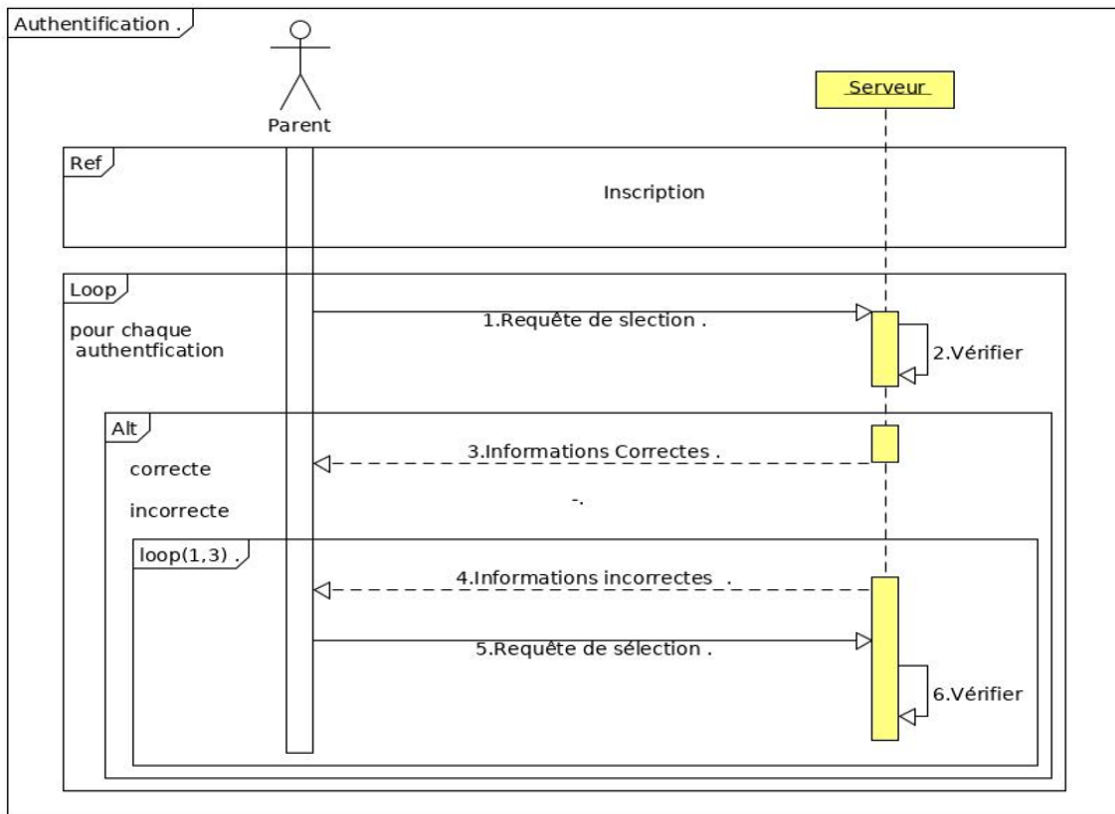 Authentification .
Parent
Serveur
Ref
Inscription
Loop
pour chaque
authentfication
1.Requête de slection .
2.Vérifier
Alt
correcte
3.Informations Correctes .
-.
incorrecte
loop(1,3) .
4.Informations incorrectes .
5.Requête de sélection .
6.Vérifier